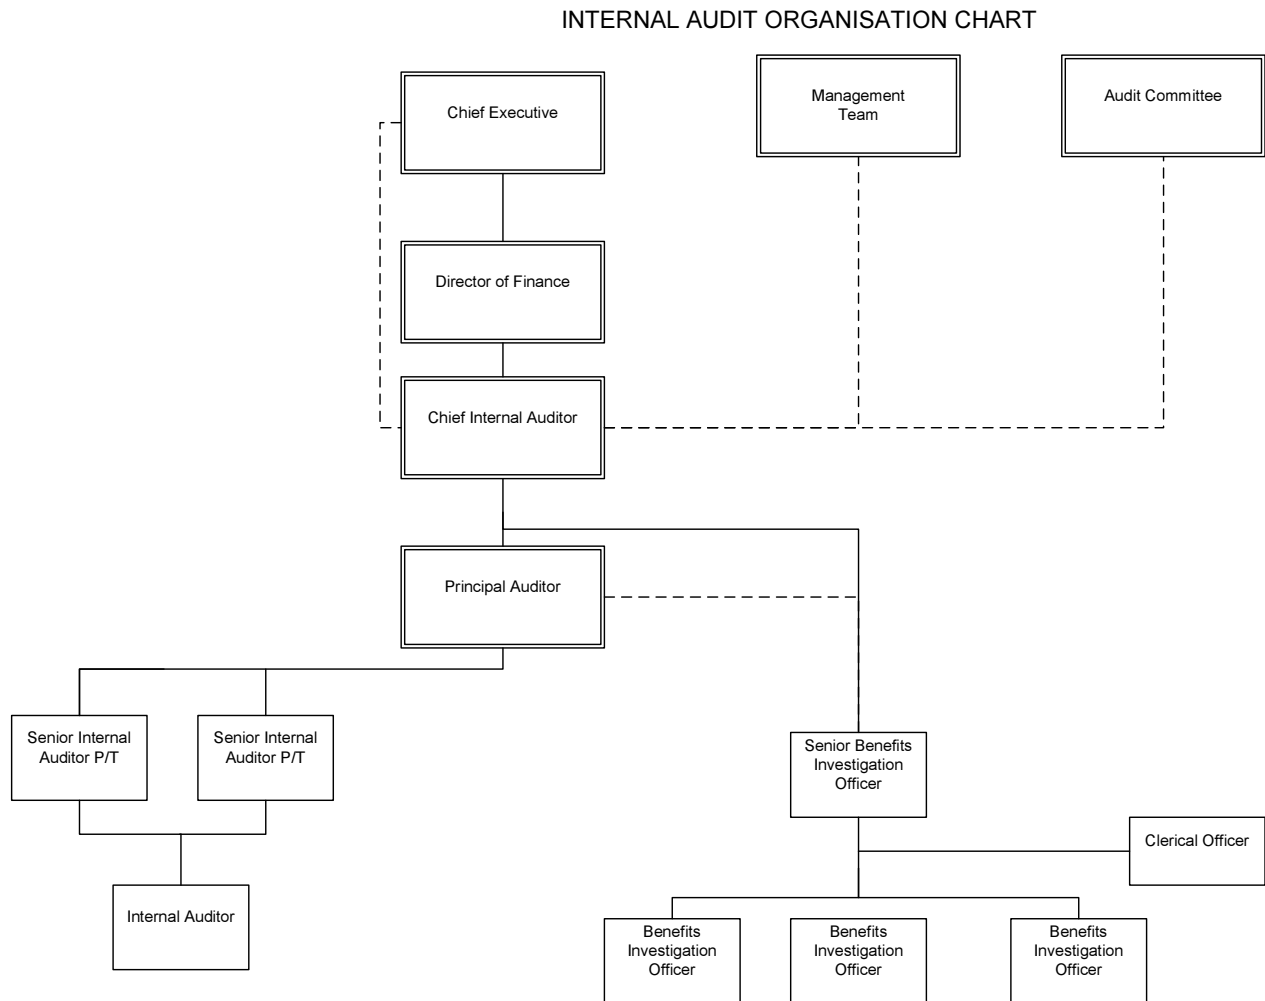 INTERNAL AUDIT ORGANISATION CHART
Chief Executive
Management
Team
Audit Committee
Director of Finance
Chief Internal Auditor
Principal Auditor
Senior Internal
Auditor P/T
Senior Internal
Auditor P/T
Senior Benefits
Investigation
Officer
Clerical Officer
Internal Auditor
Benefits
Investigation
Officer
Benefits
Investigation
Officer
Benefits
Investigation
Officer